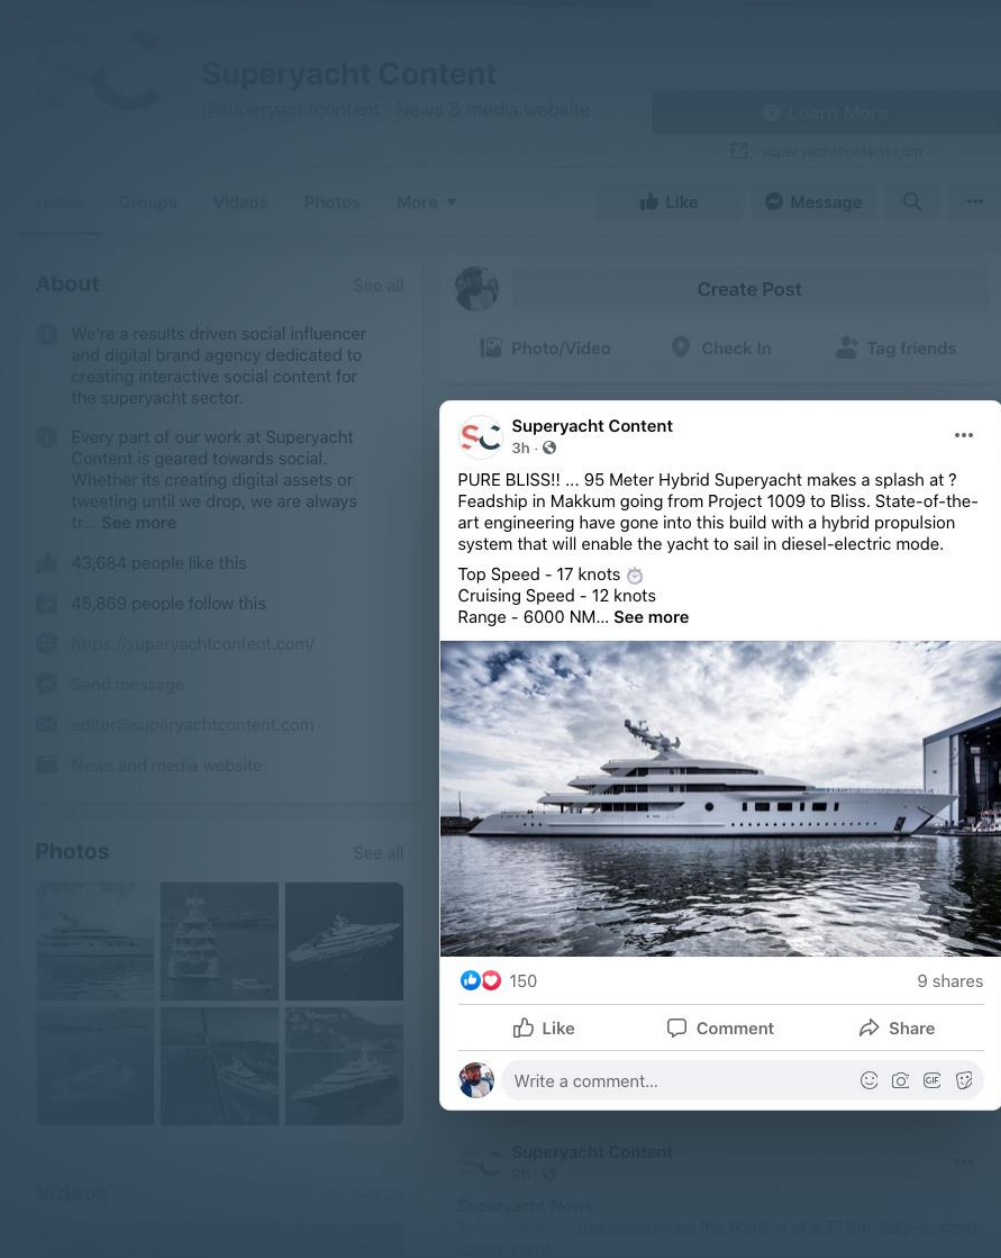 SC
Superyacht Content
@superyachtcontent · News & media website
Learn More
superyachtcontent.com
Home Groups Videos Photos More
Like Message
About See all
We're a results driven social influencer
and digital brand agency dedicated to
creating interactive social content for
the superyacht sector.
Every part of our work at Superyacht
Content is geared towards social.
Whether its creating digital assets or
tweeting until we drop, we are always
tr... See more
43,684 people like this
45,869 people follow this
https://superyachtcontent.com/
Send message
editor@superyachtcontent.com
News and media website
Photos See all
Videos See all
Create Post
Photo/Video Check In Tag friends
SC
Superyacht Content
3h ·
PURE BLISS!! ... 95 Meter Hybrid Superyacht makes a splash at ?
Feadship in Makkum going from Project 1009 to Bliss. State-of-the-
art engineering have gone into this build with a hybrid propulsion
system that will enable the yacht to sail in diesel-electric mode.
Top Speed - 17 knots ⏱
Cruising Speed - 12 knots
Range - 6000 NM... See more
150 9 shares
Like Comment Share
Write a comment...
GIF
SC
Superyacht Content
Superyacht News